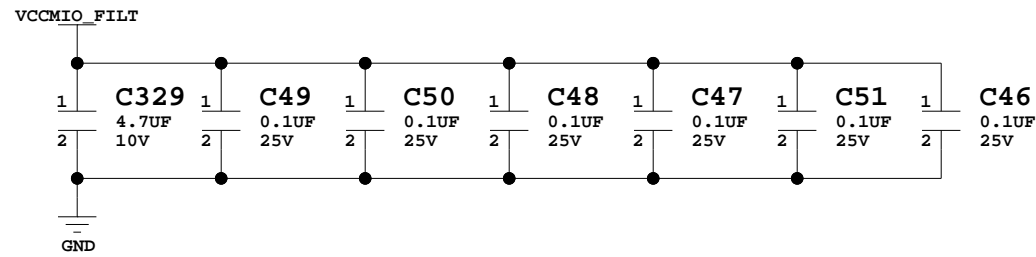 VCCMIO_FILT
1 C329 1 C49 1 C50 1 C48 1 C47 1 C51 1 C46
4.7UF 0.1UF 0.1UF 0.1UF 0.1UF 0.1UF 0.1UF
2 10V 2 25V 2 25V 2 25V 2 25V 2 25V 2 25V
GND